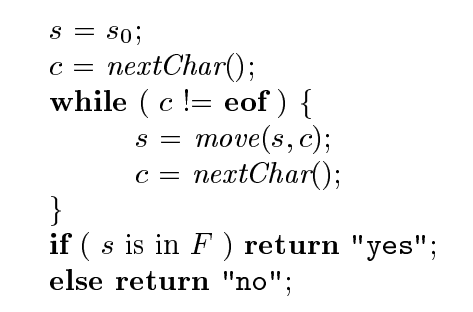 s = s₀;
c = nextChar();
while ( c != eof ) {
s = move(s, c);
c = nextChar();
}
if ( s is in F ) return "yes";
else return "no";